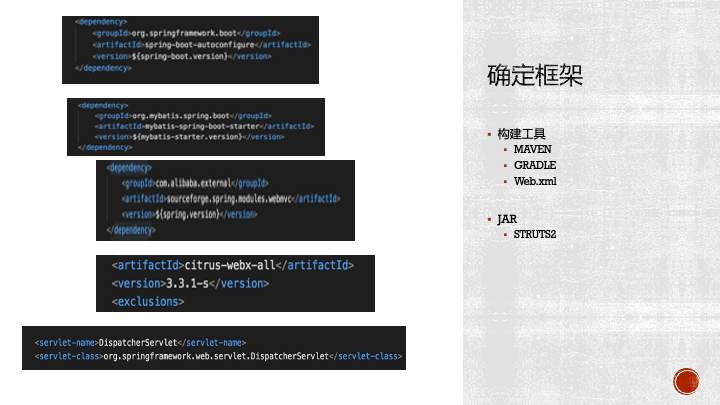 <dependency>
<groupId>org.springframework.boot</groupId>
<artifactId>spring-boot-autoconfigure</artifactId>
<version>${spring-boot.version}</version>
</dependency>
<dependency>
<groupId>org.mybatis.spring.boot</groupId>
<artifactId>mybatis-spring-boot-starter</artifactId>
<version>${mybatis-starter.version}</version>
</dependency>
<dependency>
<groupId>com.alibaba.external</groupId>
<artifactId>sourceforge.spring.modules.webmvc</artifactId>
<version>${spring.version}</version>
</dependency>
<artifactId>citrus-webx-all</artifactId>
<version>3.3.1-s</version>
<exclusions>
<servlet-name>DispatcherServlet</servlet-name>
<servlet-class>org.springframework.web.servlet.DispatcherServlet</servlet-class>
确定框架
▪ 构建工具
▪ MAVEN
▪ GRADLE
▪ Web.xml
▪ JAR
▪ STRUTS2